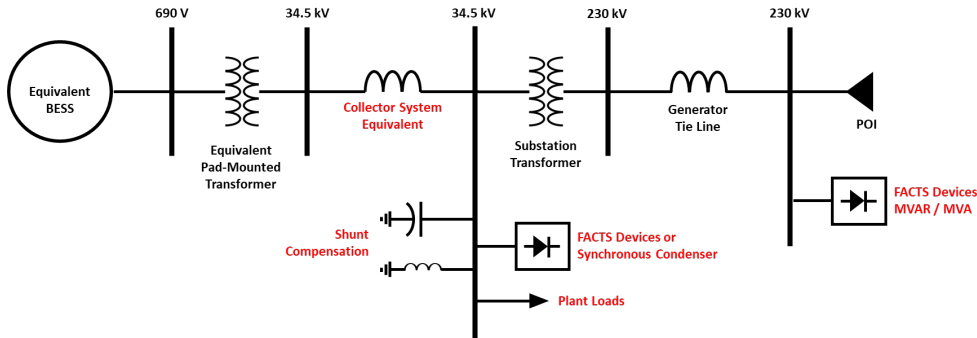 690 V
34.5 kV
34.5 kV
230 kV
230 kV
Equivalent
BESS
Collector System
Equivalent
Generator
Tie Line
POI
Equivalent
Pad-Mounted
Transformer
Substation
Transformer
FACTS Devices
MVAR / MVA
Shunt
Compensation
FACTS Devices or
Synchronous Condenser
Plant Loads